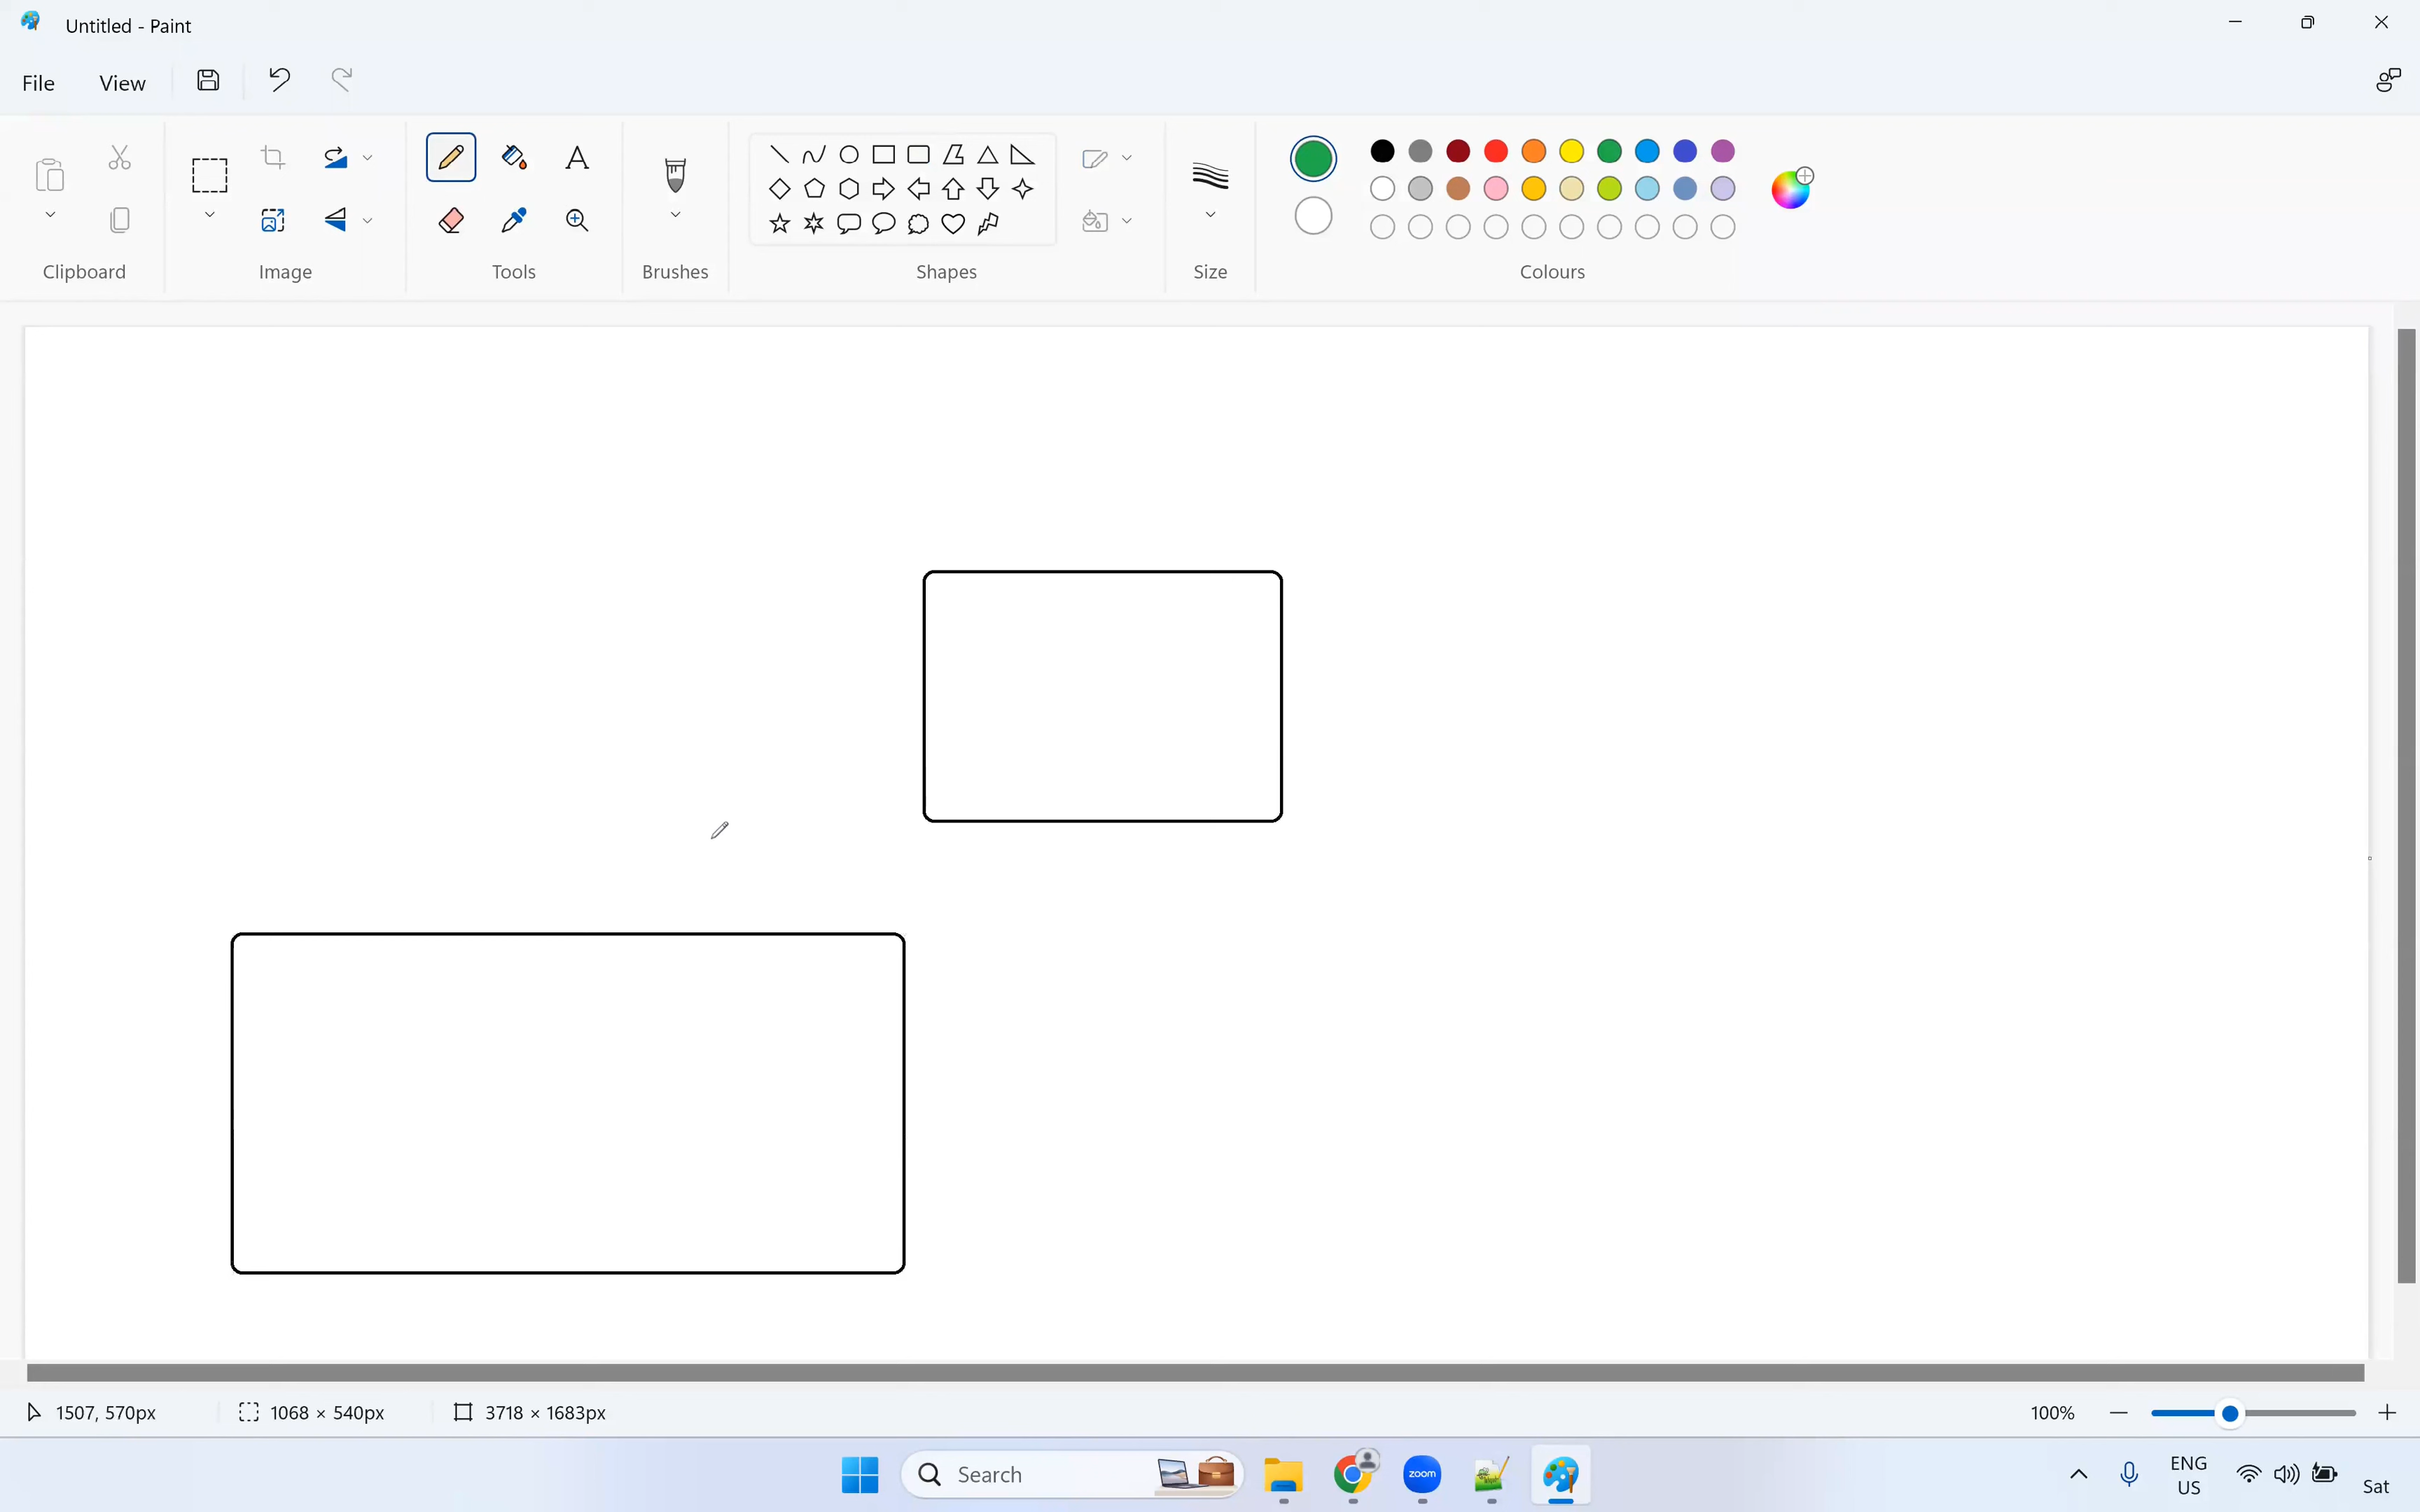 Untitled - Paint
File View
Clipboard Image Tools Brushes Shapes Size Colours
1507, 570px 1068 × 540px 3718 × 1683px 100%
Search zoom ENG
US Sat